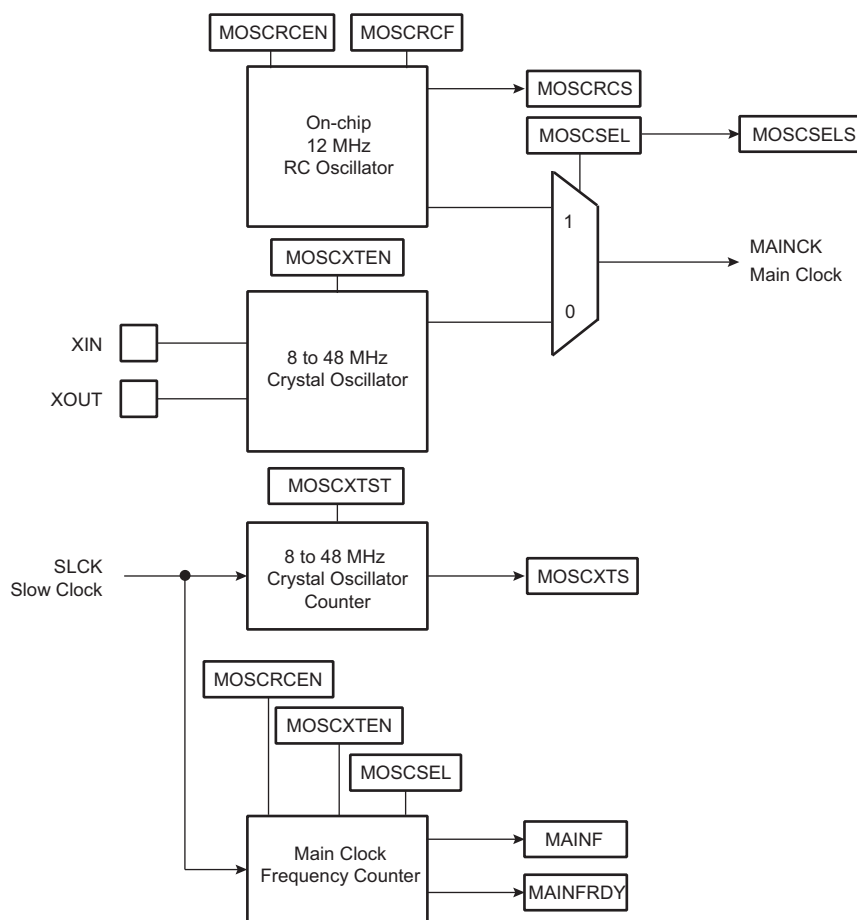 MOSCRCEN
MOSCRCF
On-chip
12 MHz
RC Oscillator
MOSCRCS
MOSCSEL
MOSCSELS
1
0
MAINCK
Main Clock
MOSCXTEN
XIN
XOUT
8 to 48 MHz
Crystal Oscillator
MOSCXTST
SLCK
Slow Clock
8 to 48 MHz
Crystal Oscillator
Counter
MOSCXTS
MOSCRCEN
MOSCXTEN
MOSCSEL
Main Clock
Frequency Counter
MAINF
MAINFRDY